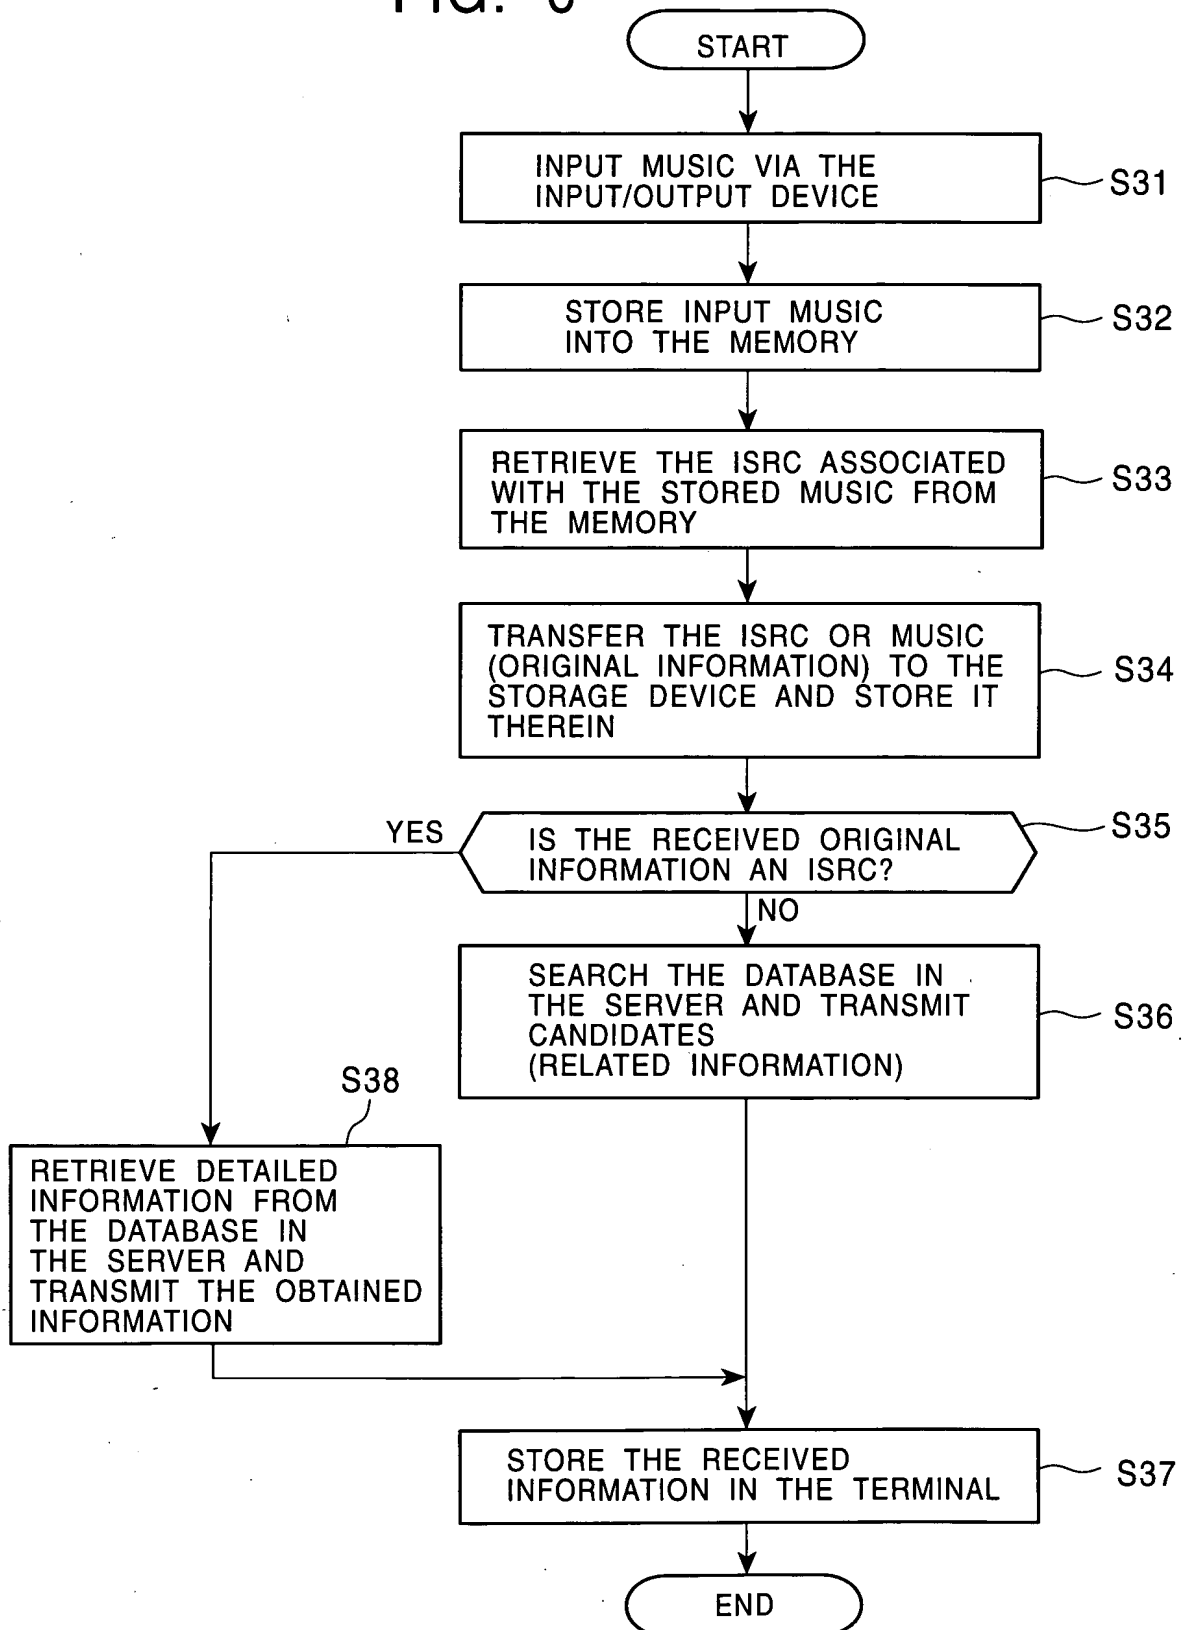 START
INPUT MUSIC VIA THE
INPUT/OUTPUT DEVICE
S31
STORE INPUT MUSIC
INTO THE MEMORY
S32
RETRIEVE THE ISRC ASSOCIATED
WITH THE STORED MUSIC FROM
THE MEMORY
S33
TRANSFER THE ISRC OR MUSIC
(ORIGINAL INFORMATION) TO THE
STORAGE DEVICE AND STORE IT
THEREIN
S34
YES
IS THE RECEIVED ORIGINAL
INFORMATION AN ISRC?
S35
NO
SEARCH THE DATABASE IN
THE SERVER AND TRANSMIT
CANDIDATES
(RELATED INFORMATION)
S36
S38
RETRIEVE DETAILED
INFORMATION FROM
THE DATABASE IN
THE SERVER AND
TRANSMIT THE OBTAINED
INFORMATION
STORE THE RECEIVED
INFORMATION IN THE TERMINAL
S37
END